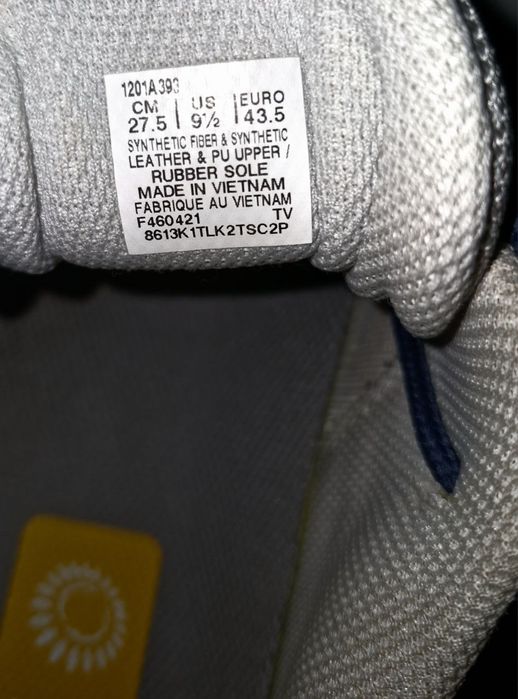 1201A393
CM | US | EURO
27.5 | 9½ | 43.5
SYNTHETIC FIBER & SYNTHETIC
LEATHER & PU UPPER /
RUBBER SOLE
MADE IN VIETNAM
FABRIQUE AU VIETNAM
F460421 TV
8613K1TLK2TSC2P